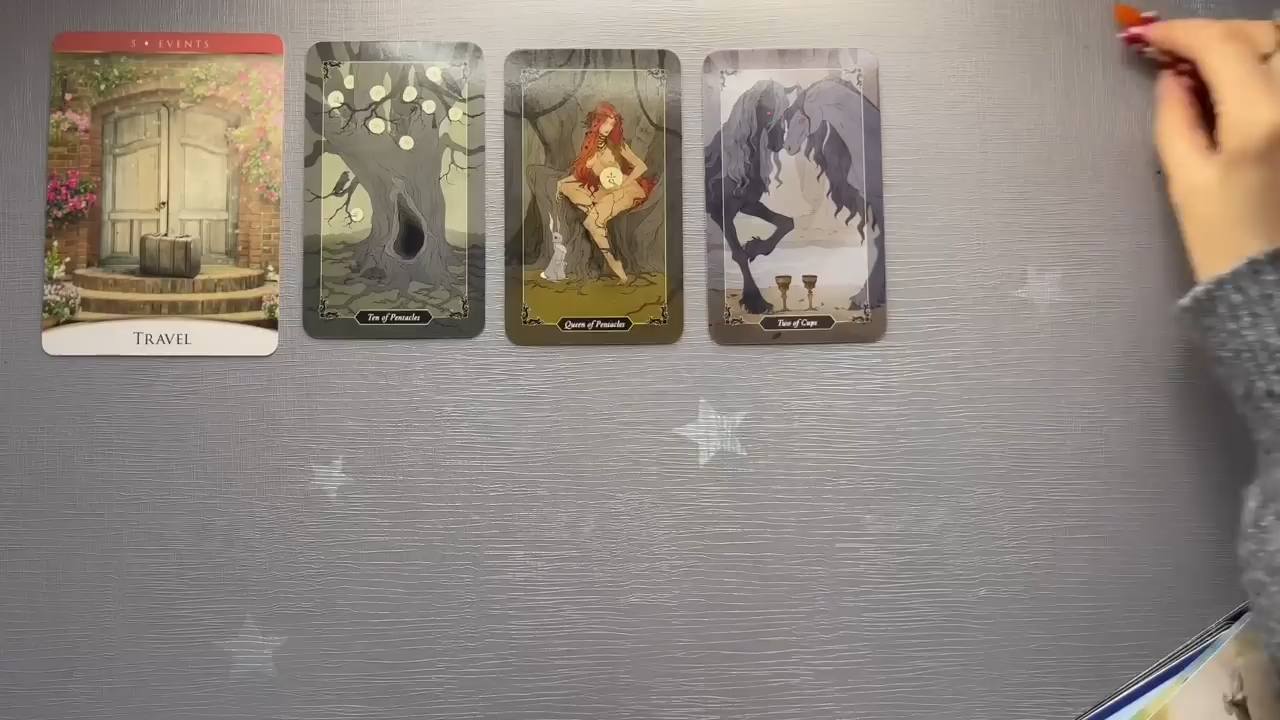 5 • EVENTS
TRAVEL
Ten of Pentacles
Queen of Pentacles
Two of Cups